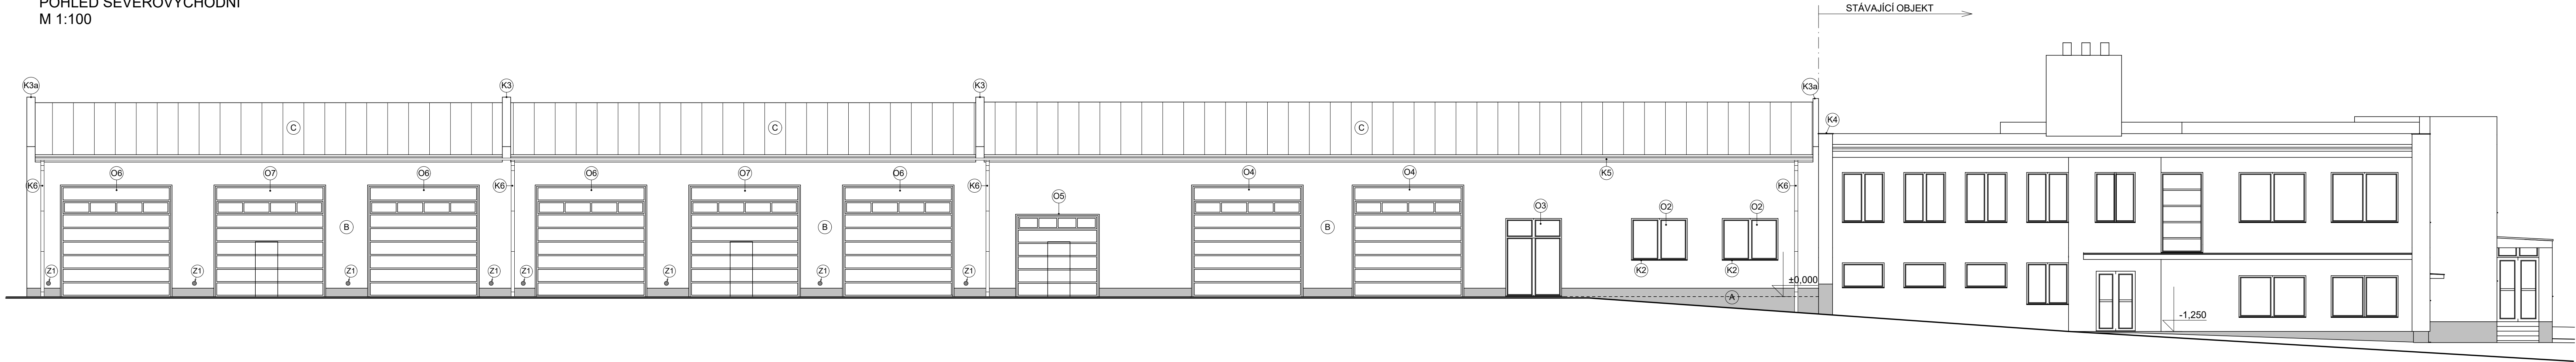 POHLED SEVEROVÝCHODNÍ
M 1:100
STÁVAJÍCÍ OBJEKT
K3a
K3
K3
K3a
K4
C
C
C
O6
O7
O6
O6
O7
O6
O4
O4
K5
K6
K6
K6
K6
O5
O3
O2
O2
B
B
B
Z1
Z1
Z1
Z1
Z1
Z1
Z1
Z1
K2
K2
±0,000
A
-1,250